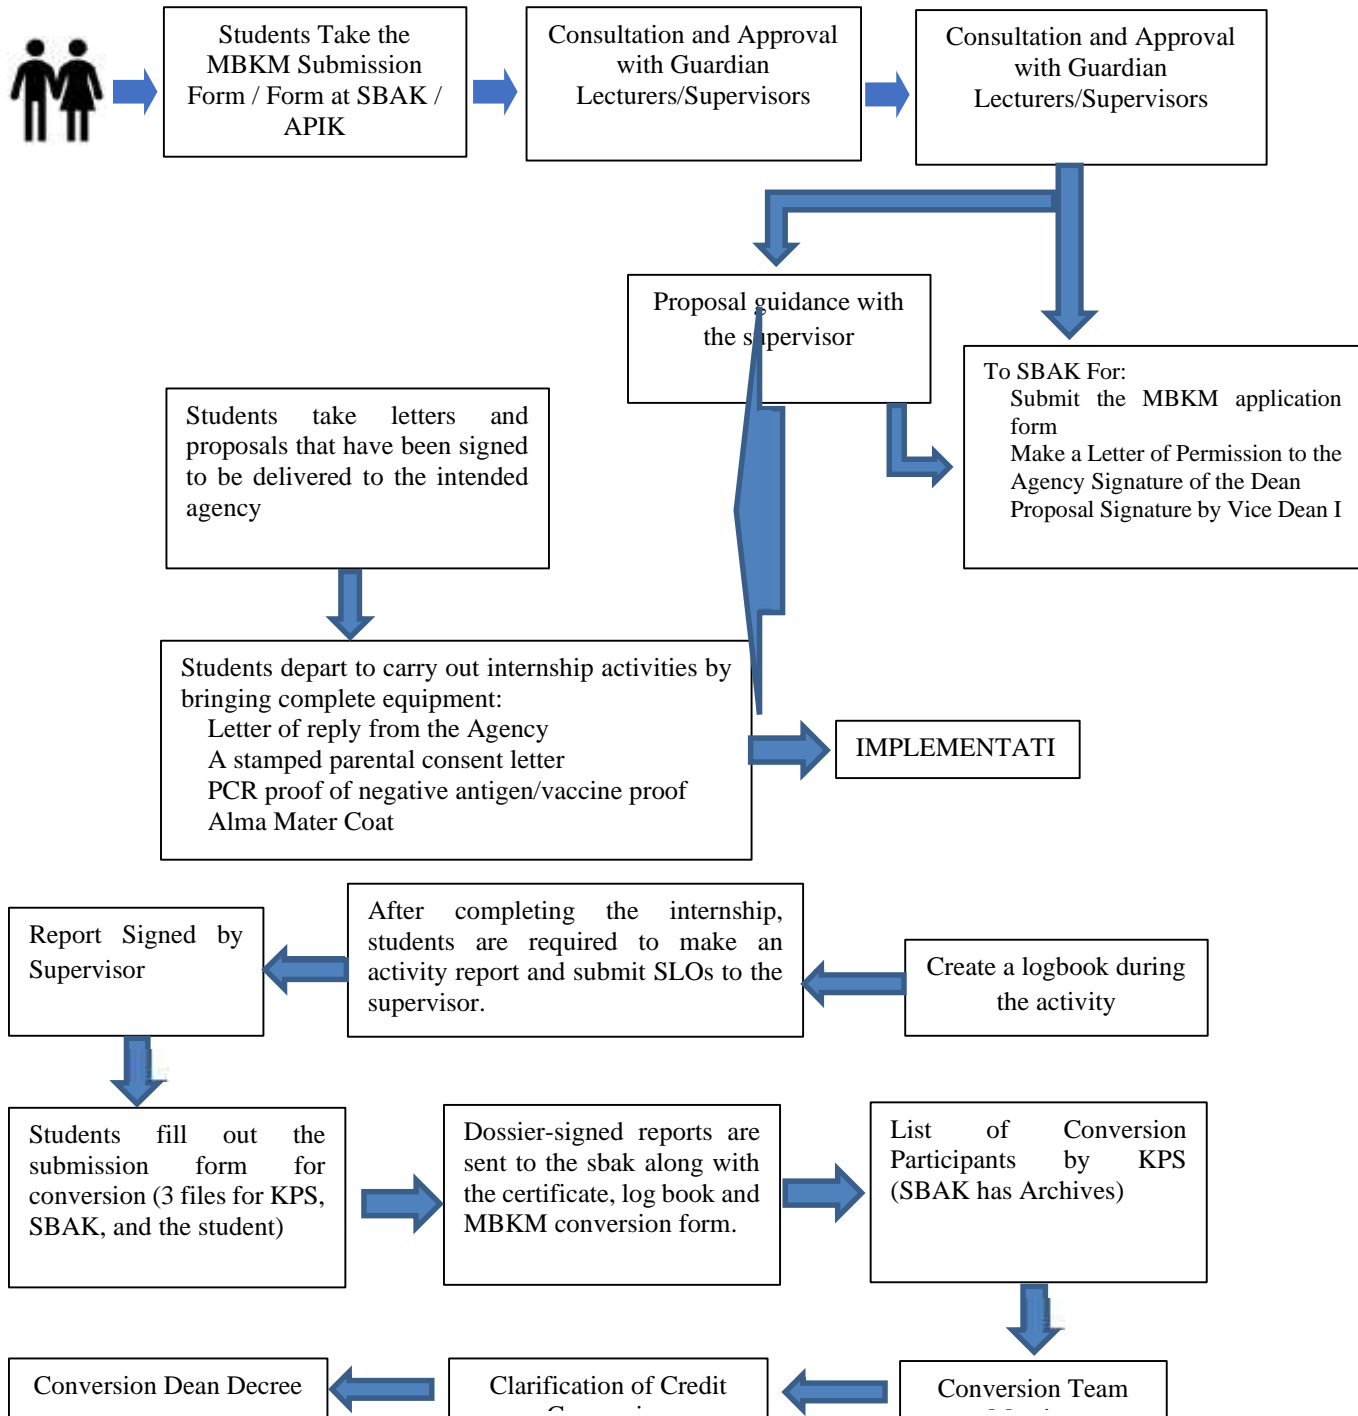 Students Take the
MBKM Submission
Form / Form at SBAK /
APIK
Consultation and Approval
with Guardian
Lecturers/Supervisors
Consultation and Approval
with Guardian
Lecturers/Supervisors
Proposal guidance with
the supervisor
To SBAK For:
Submit the MBKM application
form
Make a Letter of Permission to the
Agency Signature of the Dean
Proposal Signature by Vice Dean I
Students take letters and
proposals that have been signed
to be delivered to the intended
agency
Students depart to carry out internship activities by
bringing complete equipment:
Letter of reply from the Agency
A stamped parental consent letter
PCR proof of negative antigen/vaccine proof
Alma Mater Coat
IMPLEMENTATI
Create a logbook during
the activity
After completing the internship,
students are required to make an
activity report and submit SLOs to the
supervisor.
Report Signed by
Supervisor
Students fill out the
submission form for
conversion (3 files for KPS,
SBAK, and the student)
Dossier-signed reports are
sent to the sbak along with
the certificate, log book and
MBKM conversion form.
List of Conversion
Participants by KPS
(SBAK has Archives)
Conversion Team
Clarification of Credit
Conversion Dean Decree